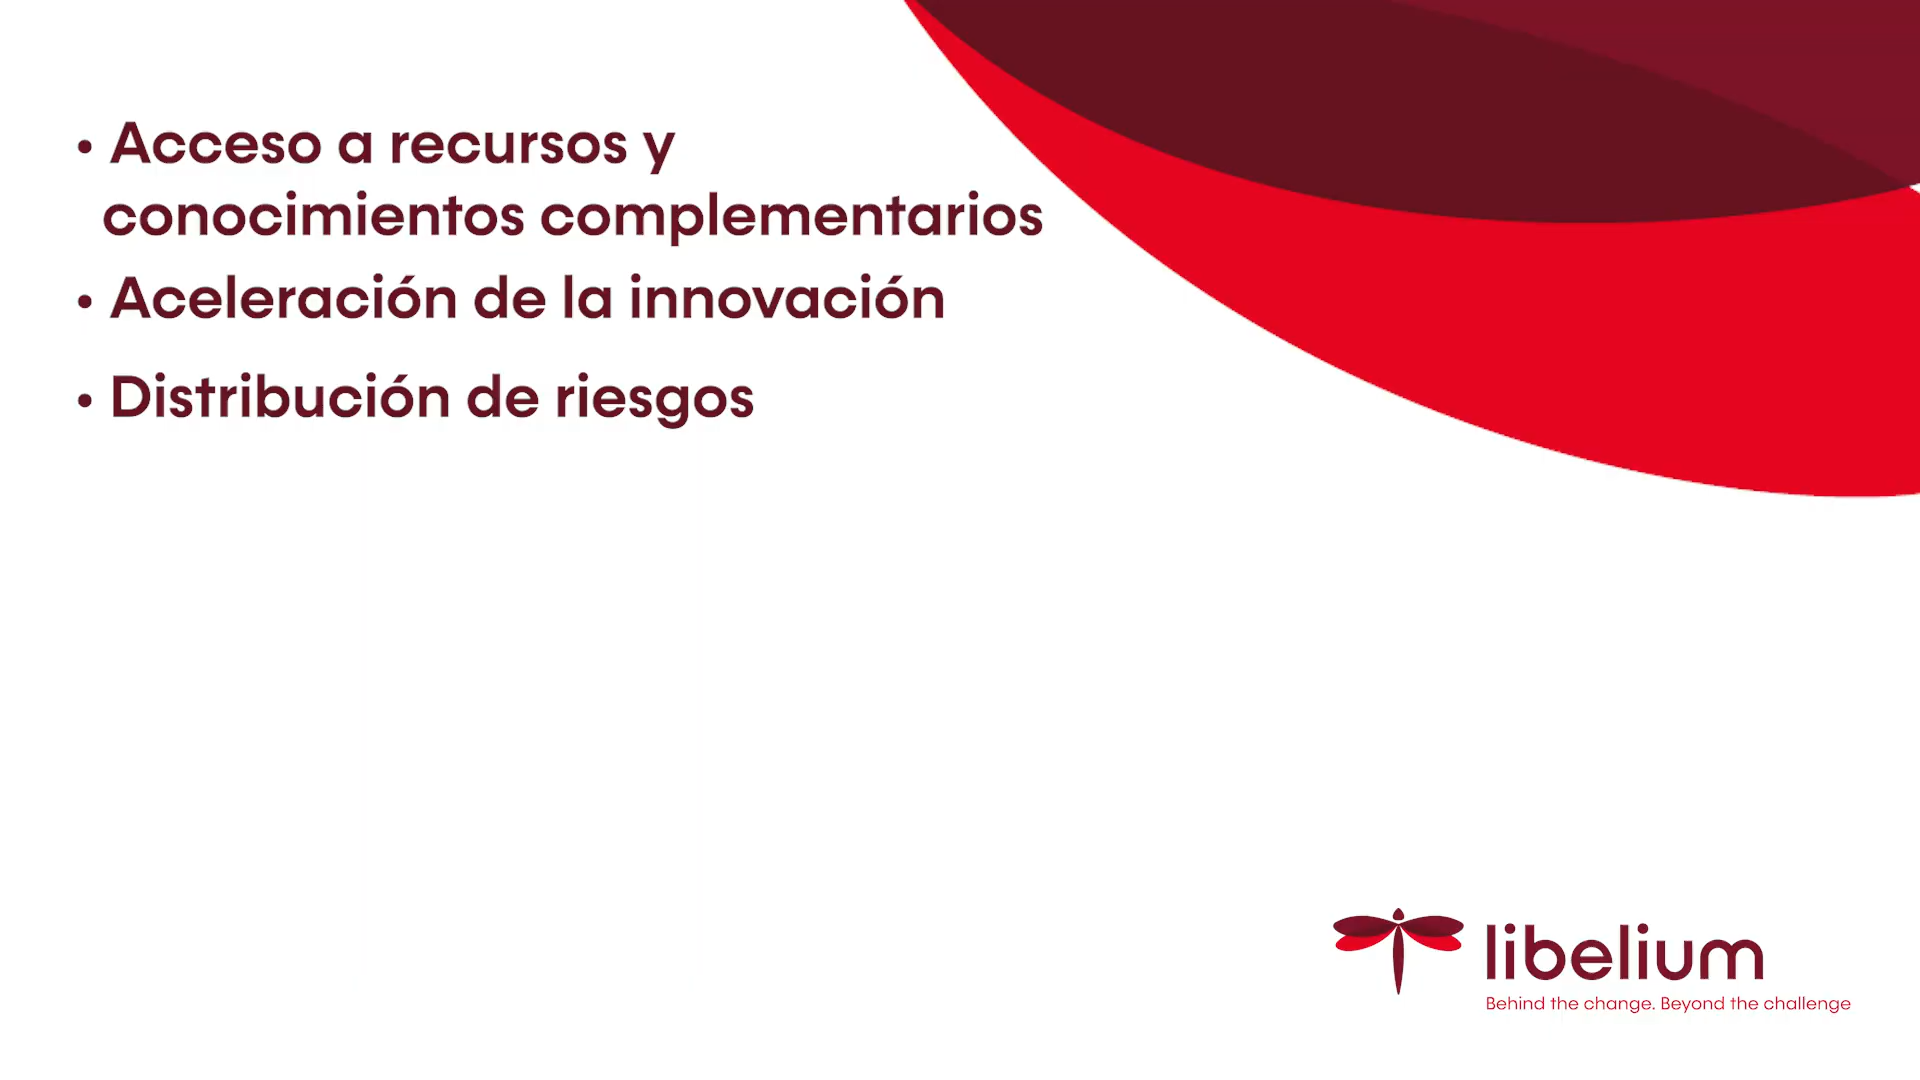 • Acceso a recursos y
conocimientos complementarios
• Aceleración de la innovación
• Distribución de riesgos
libelium
Behind the change. Beyond the challenge